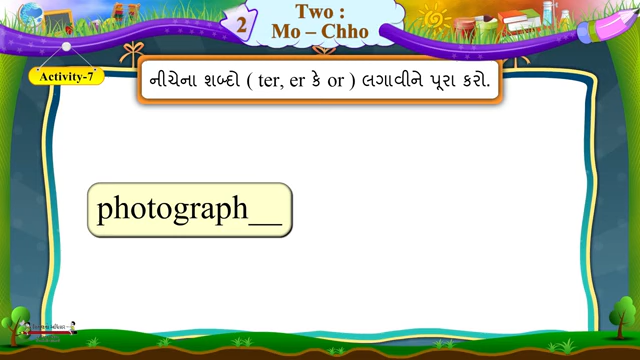 2
Two :
Mo – Chho
Activity-7
નીચેના શબ્દો ( ter, er કે or ) લગાવીને પૂરા કરો.
photograph__